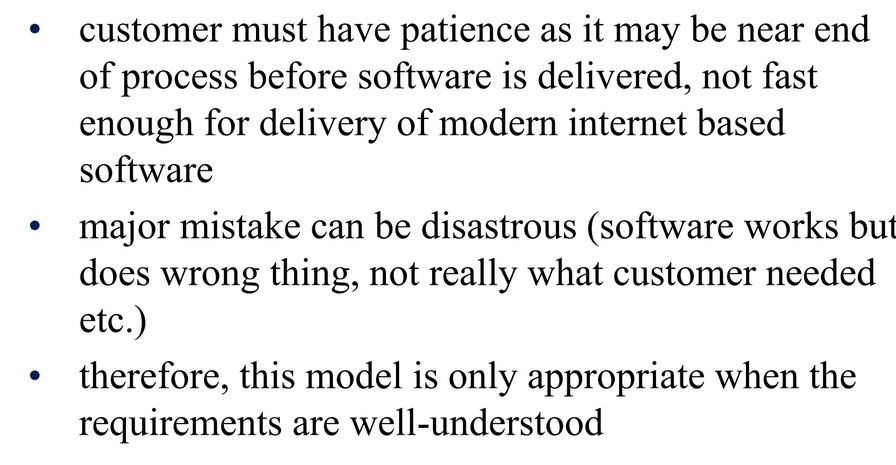 • customer must have patience as it may be near end
of process before software is delivered, not fast
enough for delivery of modern internet based
software
• major mistake can be disastrous (software works but
does wrong thing, not really what customer needed
etc.)
• therefore, this model is only appropriate when the
requirements are well-understood